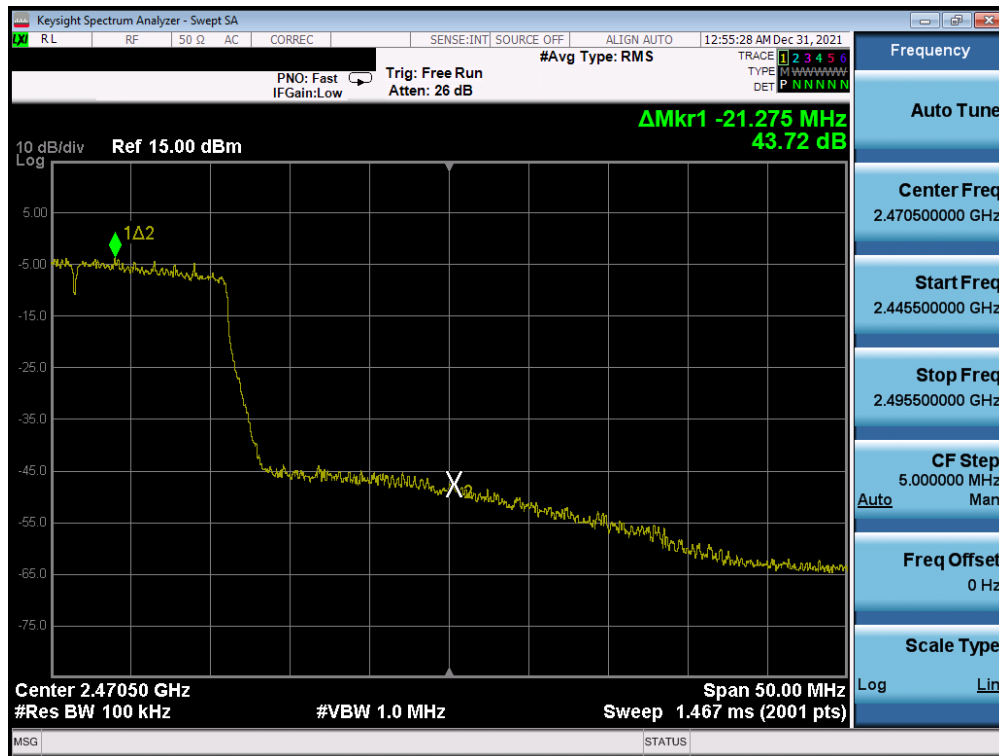 Keysight Spectrum Analyzer - Swept SA
LXI RL RF 50 Ω AC CORREC SENSE:INT SOURCE OFF ALIGN AUTO 12:55:28 AM Dec 31, 2021
PNO: Fast
IFGain:Low
Trig: Free Run
Atten: 26 dB
#Avg Type: RMS
TRACE 1 2 3 4 5 6
TYPE M WWWWW
DET P N N N N N
ΔMkr1 -21.275 MHz
43.72 dB
10 dB/div
Log
Ref 15.00 dBm
5.00
-5.00
-15.0
-25.0
-35.0
-45.0
-55.0
-65.0
-75.0
1Δ2
Center 2.47050 GHz
Span 50.00 MHz
#Res BW 100 kHz
#VBW 1.0 MHz
Sweep 1.467 ms (2001 pts)
MSG
STATUS
Frequency
Auto Tune
Center Freq
2.470500000 GHz
Start Freq
2.445500000 GHz
Stop Freq
2.495500000 GHz
CF Step
5.000000 MHz
Auto Man
Freq Offset
0 Hz
Scale Type
Log Lin